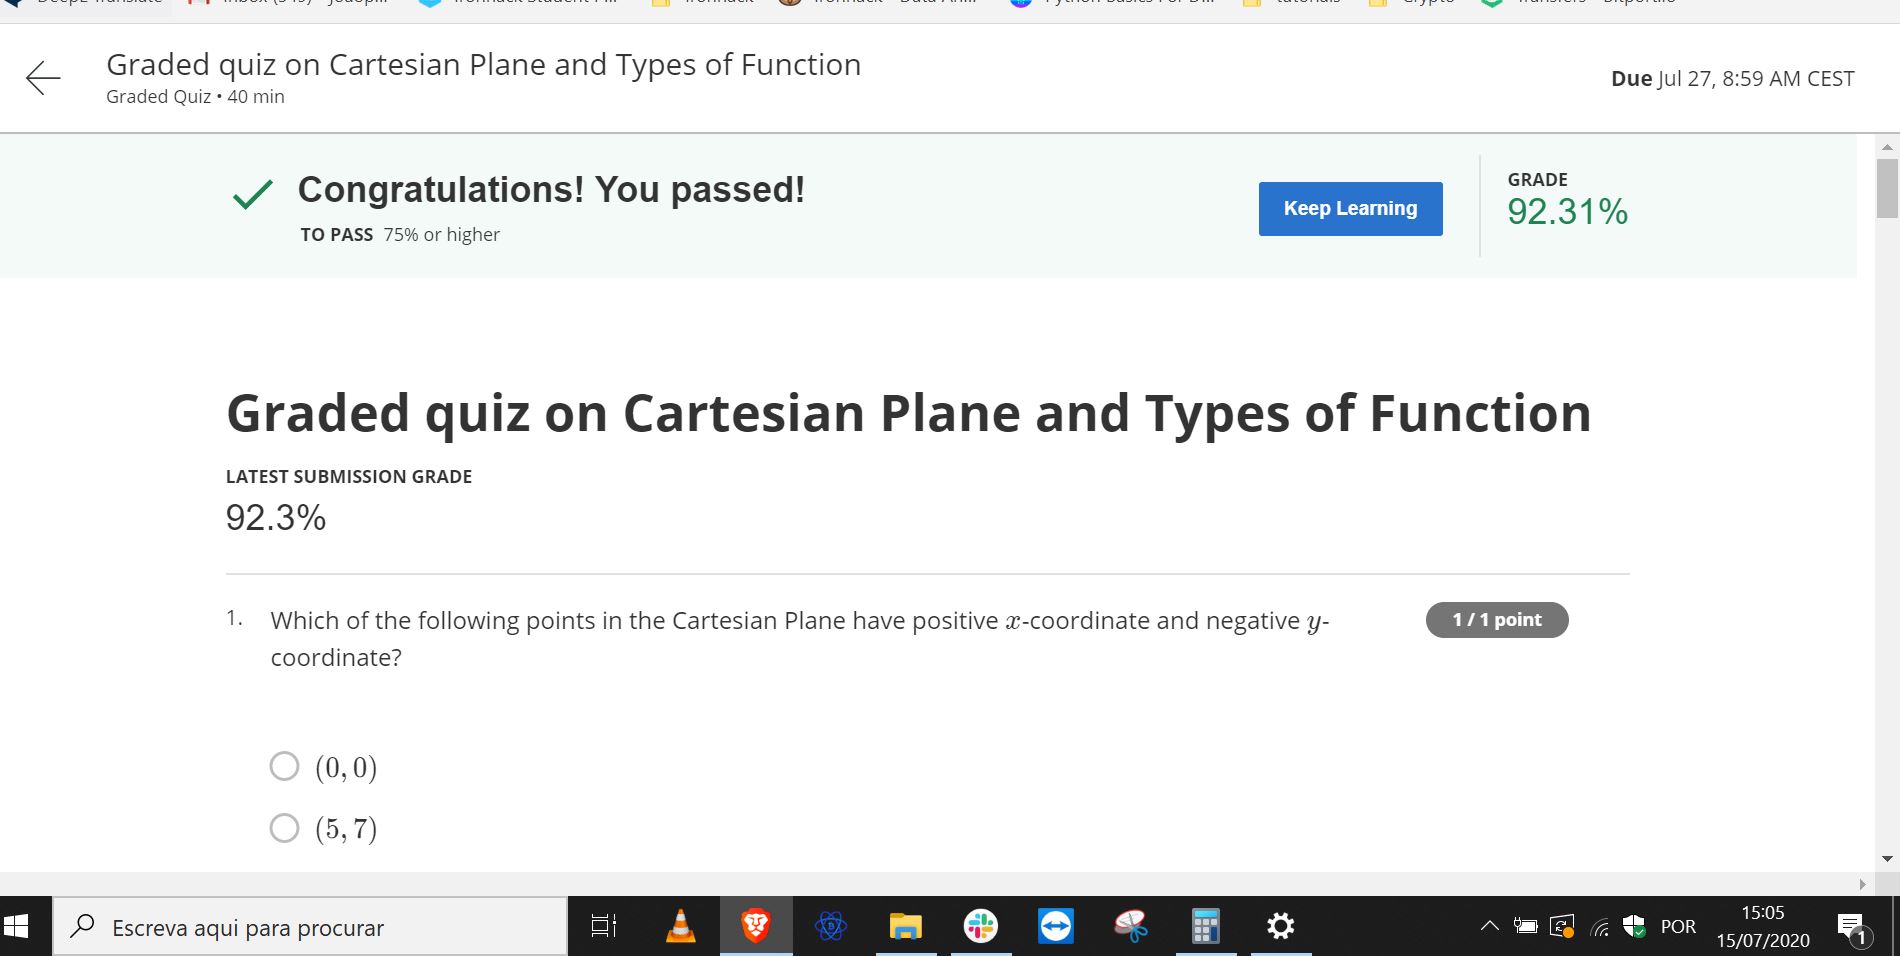 Graded quiz on Cartesian Plane and Types of Function
Graded Quiz • 40 min
Due Jul 27, 8:59 AM CEST
Congratulations! You passed!
TO PASS 75% or higher
Keep Learning
GRADE
92.31%
Graded quiz on Cartesian Plane and Types of Function
LATEST SUBMISSION GRADE
92.3%
1. Which of the following points in the Cartesian Plane have positive x-coordinate and negative y-
coordinate?
1 / 1 point
(0, 0)
(5, 7)
Escreva aqui para procurar
POR
15:05
15/07/2020
1